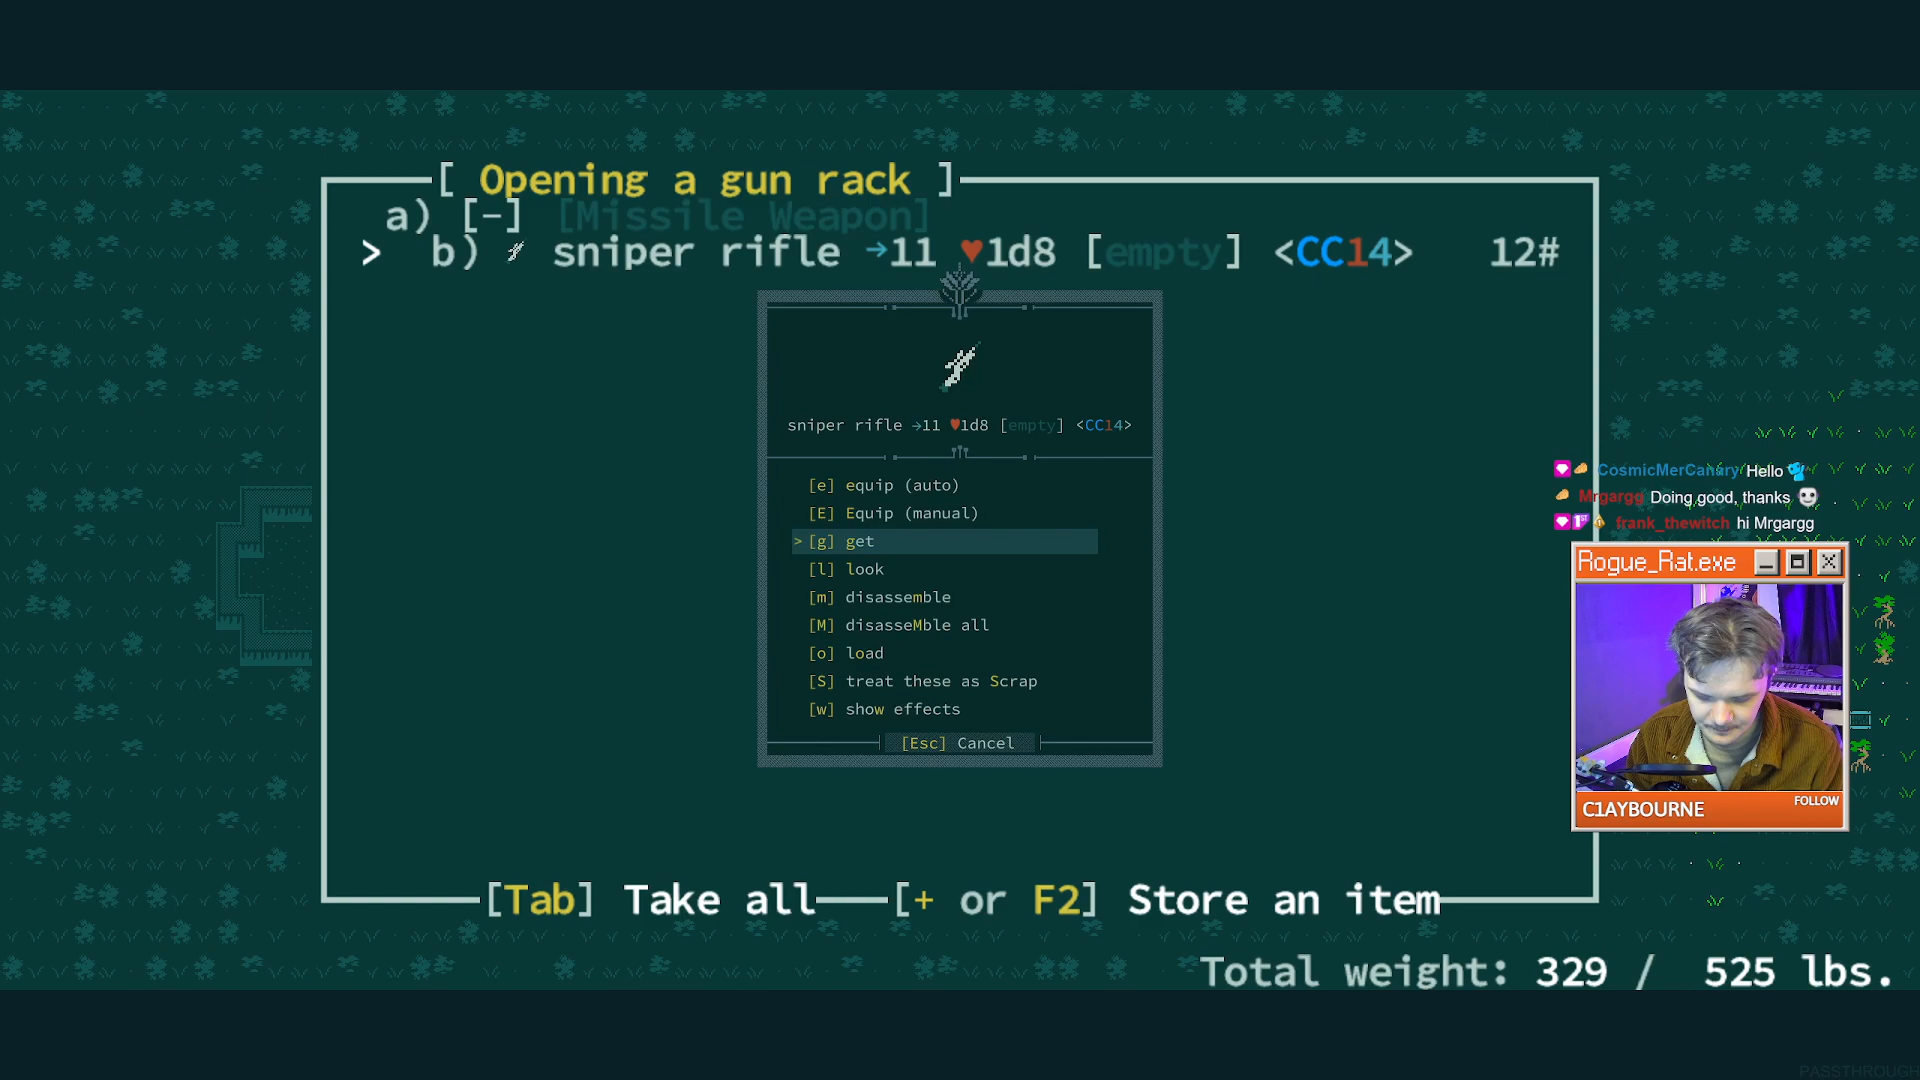 [ Opening a gun rack ]
a) [-] [Missile Weapon]
> b) sniper rifle →11 ♥1d8 [empty] <CC14> 12#
sniper rifle →11 ♥1d8 [empty] <CC14>
[e] equip (auto)
[E] Equip (manual)
> [g] get
[l] look
[m] disassemble
[M] disasseMble all
[o] load
[S] treat these as Scrap
[w] show effects
[Esc] Cancel
CosmicMerCanary Hello
Mrgargg Doing good, thanks
frank_thewitch hi Mrgargg
Rogue_Rat.exe
C1AYBOURNE
FOLLOW
[Tab] Take all [+ or F2] Store an item
Total weight: 329 / 525 lbs.
PASSTHROUGH